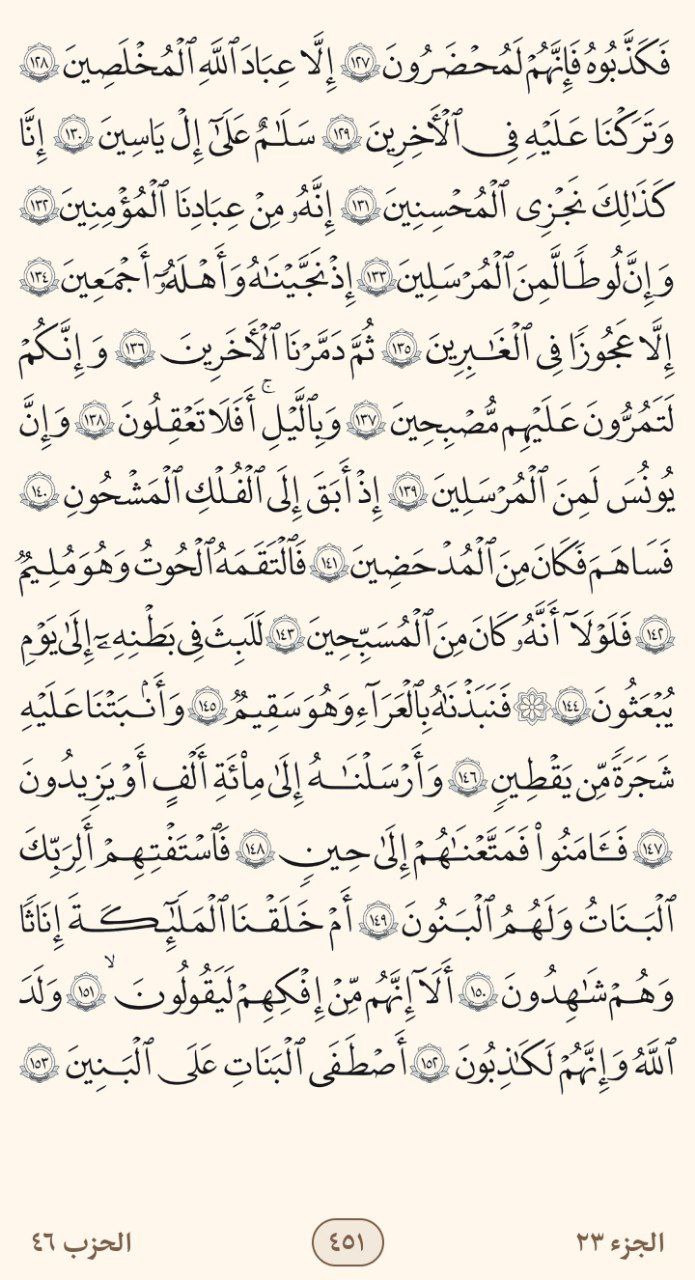 فَكَذَّبُوهُ فَإِنَّهُمْ لَمُحْضَرُونَ ١٢٧ إِلَّا عِبَادَ ٱللَّهِ ٱلْمُخْلَصِينَ ١٢٨
وَتَرَكْنَا عَلَيْهِ فِى ٱلْأَخِرِينَ ١٢٩ سَلَٰمٌ عَلَىٰٓ إِلْ يَاسِينَ ١٣٠ إِنَّا
كَذَٰلِكَ نَجْزِى ٱلْمُحْسِنِينَ ١٣١ إِنَّهُۥ مِنْ عِبَادِنَا ٱلْمُؤْمِنِينَ ١٣٢
وَإِنَّ لُوطًا لَّمِنَ ٱلْمُرْسَلِينَ ١٣٣ إِذْ نَجَّيْنَٰهُ وَأَهْلَهُۥٓ أَجْمَعِينَ ١٣٤
إِلَّا عَجُوزًا فِى ٱلْغَٰبِرِينَ ١٣٥ ثُمَّ دَمَّرْنَا ٱلْأَخَرِينَ ١٣٦ وَإِنَّكُمْ
لَتَمُرُّونَ عَلَيْهِم مُّصْبِحِينَ ١٣٧ وَبِٱلَّيْلِ ۚ أَفَلَا تَعْقِلُونَ ١٣٨ وَإِنَّ
يُونُسَ لَمِنَ ٱلْمُرْسَلِينَ ١٣٩ إِذْ أَبَقَ إِلَى ٱلْفُلْكِ ٱلْمَشْحُونِ ١٤٠
فَسَاهَمَ فَكَانَ مِنَ ٱلْمُدْحَضِينَ ١٤١ فَٱلْتَقَمَهُ ٱلْحُوتُ وَهُوَ مُلِيمٌ
١٤٢ فَلَوْلَآ أَنَّهُۥ كَانَ مِنَ ٱلْمُسَبِّحِينَ ١٤٣ لَلَبِثَ فِى بَطْنِهِۦٓ إِلَىٰ يَوْمِ
يُبْعَثُونَ ١٤٤ ۞ فَنَبَذْنَٰهُ بِٱلْعَرَآءِ وَهُوَ سَقِيمٌ ١٤٥ وَأَنۢبَتْنَا عَلَيْهِ
شَجَرَةً مِّن يَقْطِينٍ ١٤٦ وَأَرْسَلْنَٰهُ إِلَىٰ مِا۟ئَةِ أَلْفٍ أَوْ يَزِيدُونَ
١٤٧ فَـَٔامَنُوا۟ فَمَتَّعْنَٰهُمْ إِلَىٰ حِينٍ ١٤٨ فَٱسْتَفْتِهِمْ أَلِرَبِّكَ
ٱلْبَنَاتُ وَلَهُمُ ٱلْبَنُونَ ١٤٩ أَمْ خَلَقْنَا ٱلْمَلَٰٓئِكَةَ إِنَٰثًا
وَهُمْ شَٰهِدُونَ ١٥٠ أَلَآ إِنَّهُم مِّنْ إِفْكِهِمْ لَيَقُولُونَ ۙ ١٥١ وَلَدَ
ٱللَّهُ وَإِنَّهُمْ لَكَٰذِبُونَ ١٥٢ أَصْطَفَى ٱلْبَنَاتِ عَلَى ٱلْبَنِينَ ١٥٣
الجزء ٢٣ ٤٥١ الحزب ٤٦